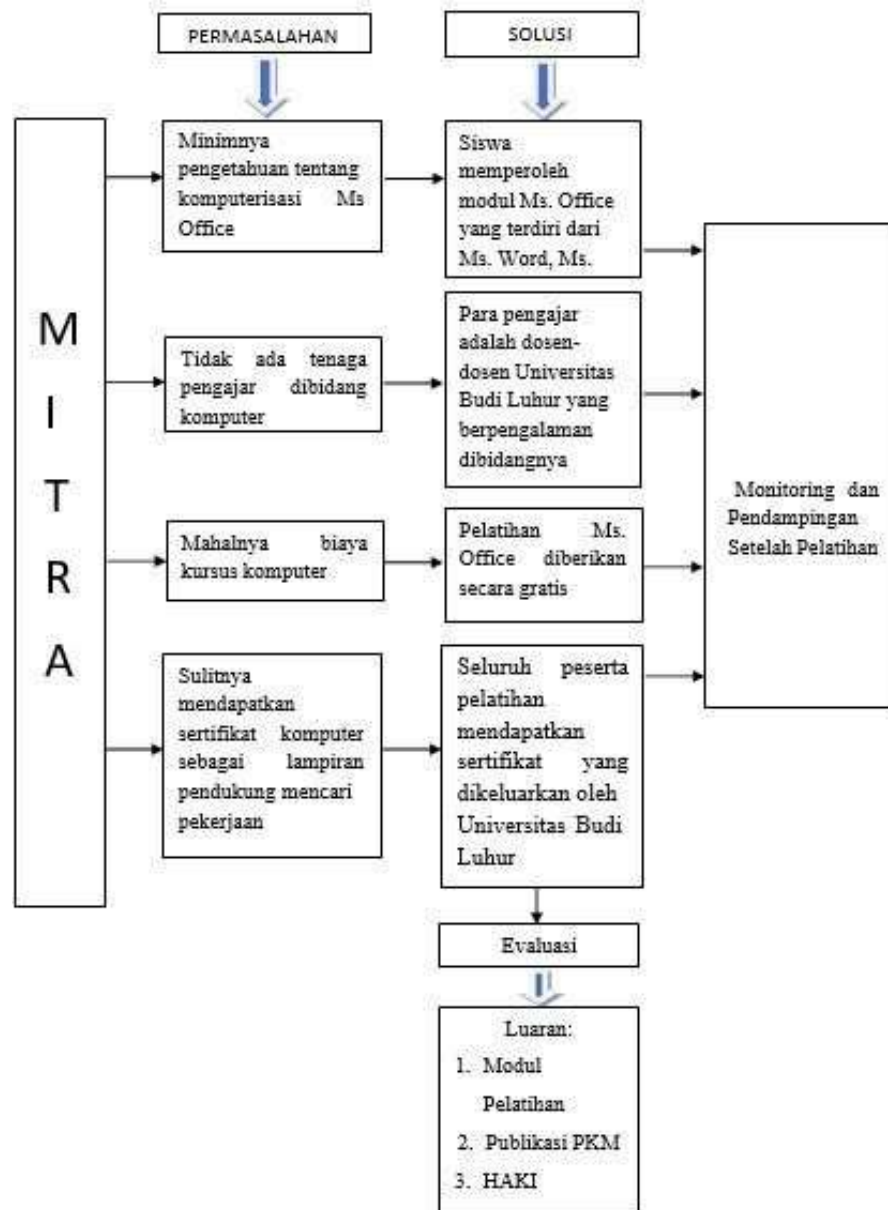 PERMASALAHAN
SOLUSI
MITRA
Minimnya
pengetahuan tentang
komputerisasi Ms
Office
Siswa
memperoleh
modul Ms. Office
yang terdiri dari
Ms. Word, Ms.
Tidak ada tenaga
pengajar dibidang
komputer
Para pengajar
adalah dosen-
dosen Universitas
Budi Luhur yang
berpengalaman
dibidangnya
Mahalnya biaya
kursus komputer
Pelatihan Ms.
Office diberikan
secara gratis
Sulitnya
mendapatkan
sertifikat komputer
sebagai lampiran
pendukung mencari
pekerjaan
Seluruh peserta
pelatihan
mendapatkan
sertifikat yang
dikeluarkan oleh
Universitas Budi
Luhur
Monitoring dan
Pendampingan
Setelah Pelatihan
Evaluasi
Luaran:
1. Modul
Pelatihan
2. Publikasi PKM
3. HAKI